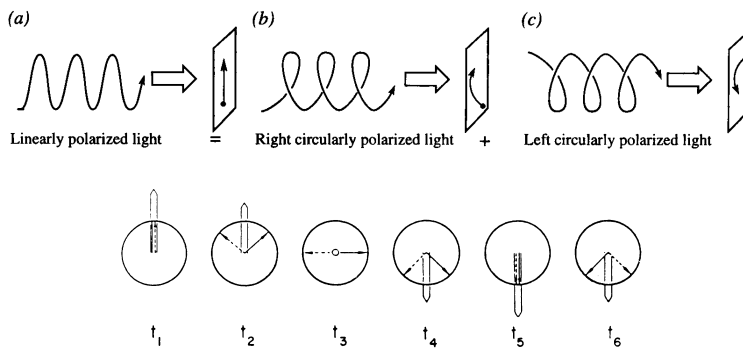 (a) (b) (c)
Linearly polarized light = Right circularly polarized light + Left circularly polarized light
t1 t2 t3 t4 t5 t6